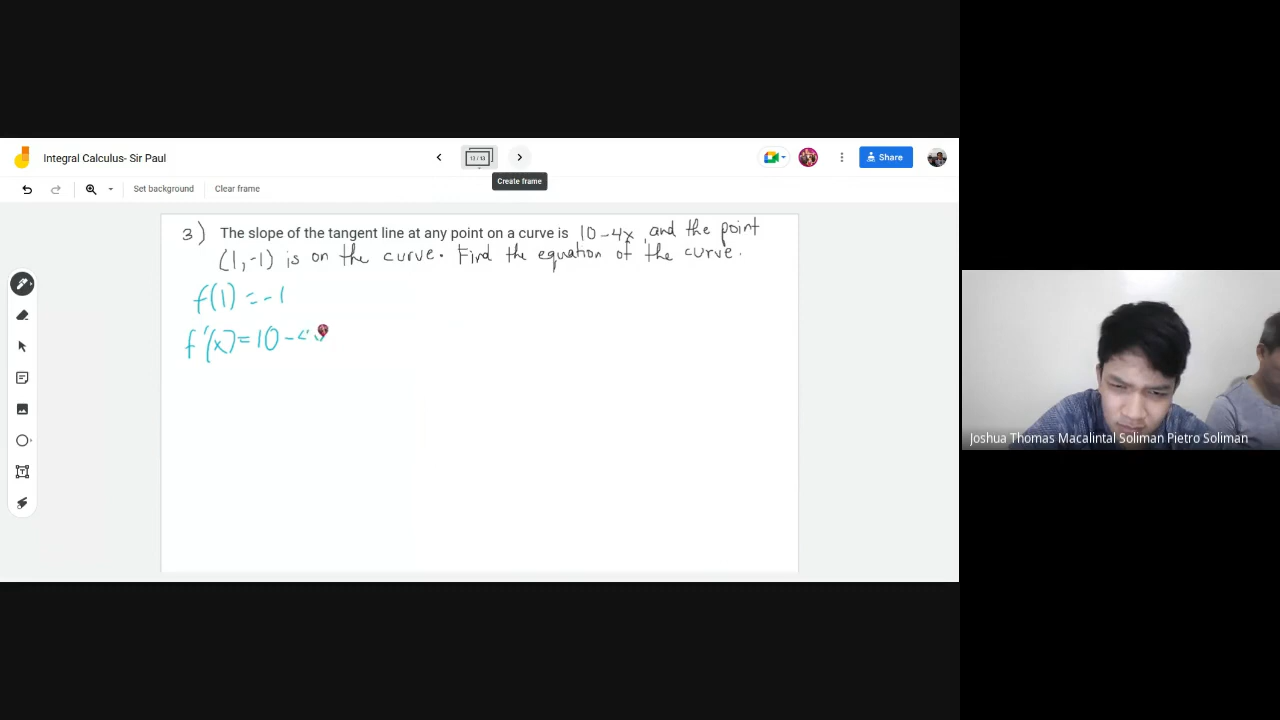 Integral Calculus- Sir Paul
13 / 13
Share
Create frame
Set background
Clear frame
3) The slope of the tangent line at any point on a curve is 10-4x, and the point
(1,-1) is on the curve. Find the equation of the curve.
f(1) = -1
f'(x) = 10 -
Joshua Thomas Macalintal Soliman Pietro Soliman